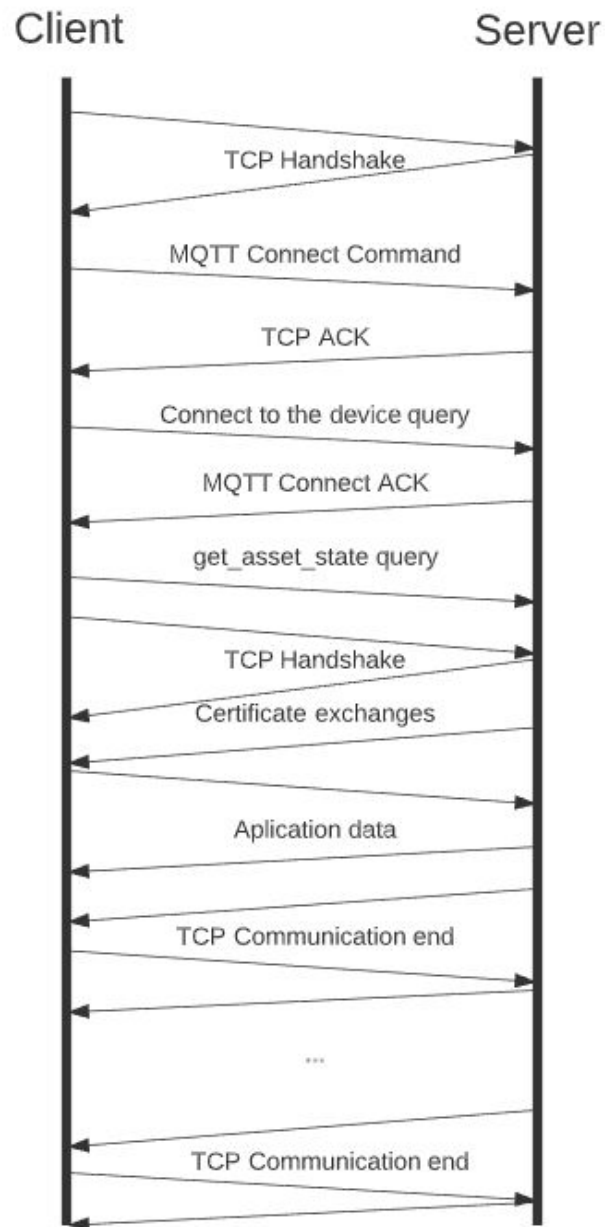 Client
Server
TCP Handshake
MQTT Connect Command
TCP ACK
Connect to the device query
MQTT Connect ACK
get_asset_state query
TCP Handshake
Certificate exchanges
Aplication data
TCP Communication end
...
TCP Communication end